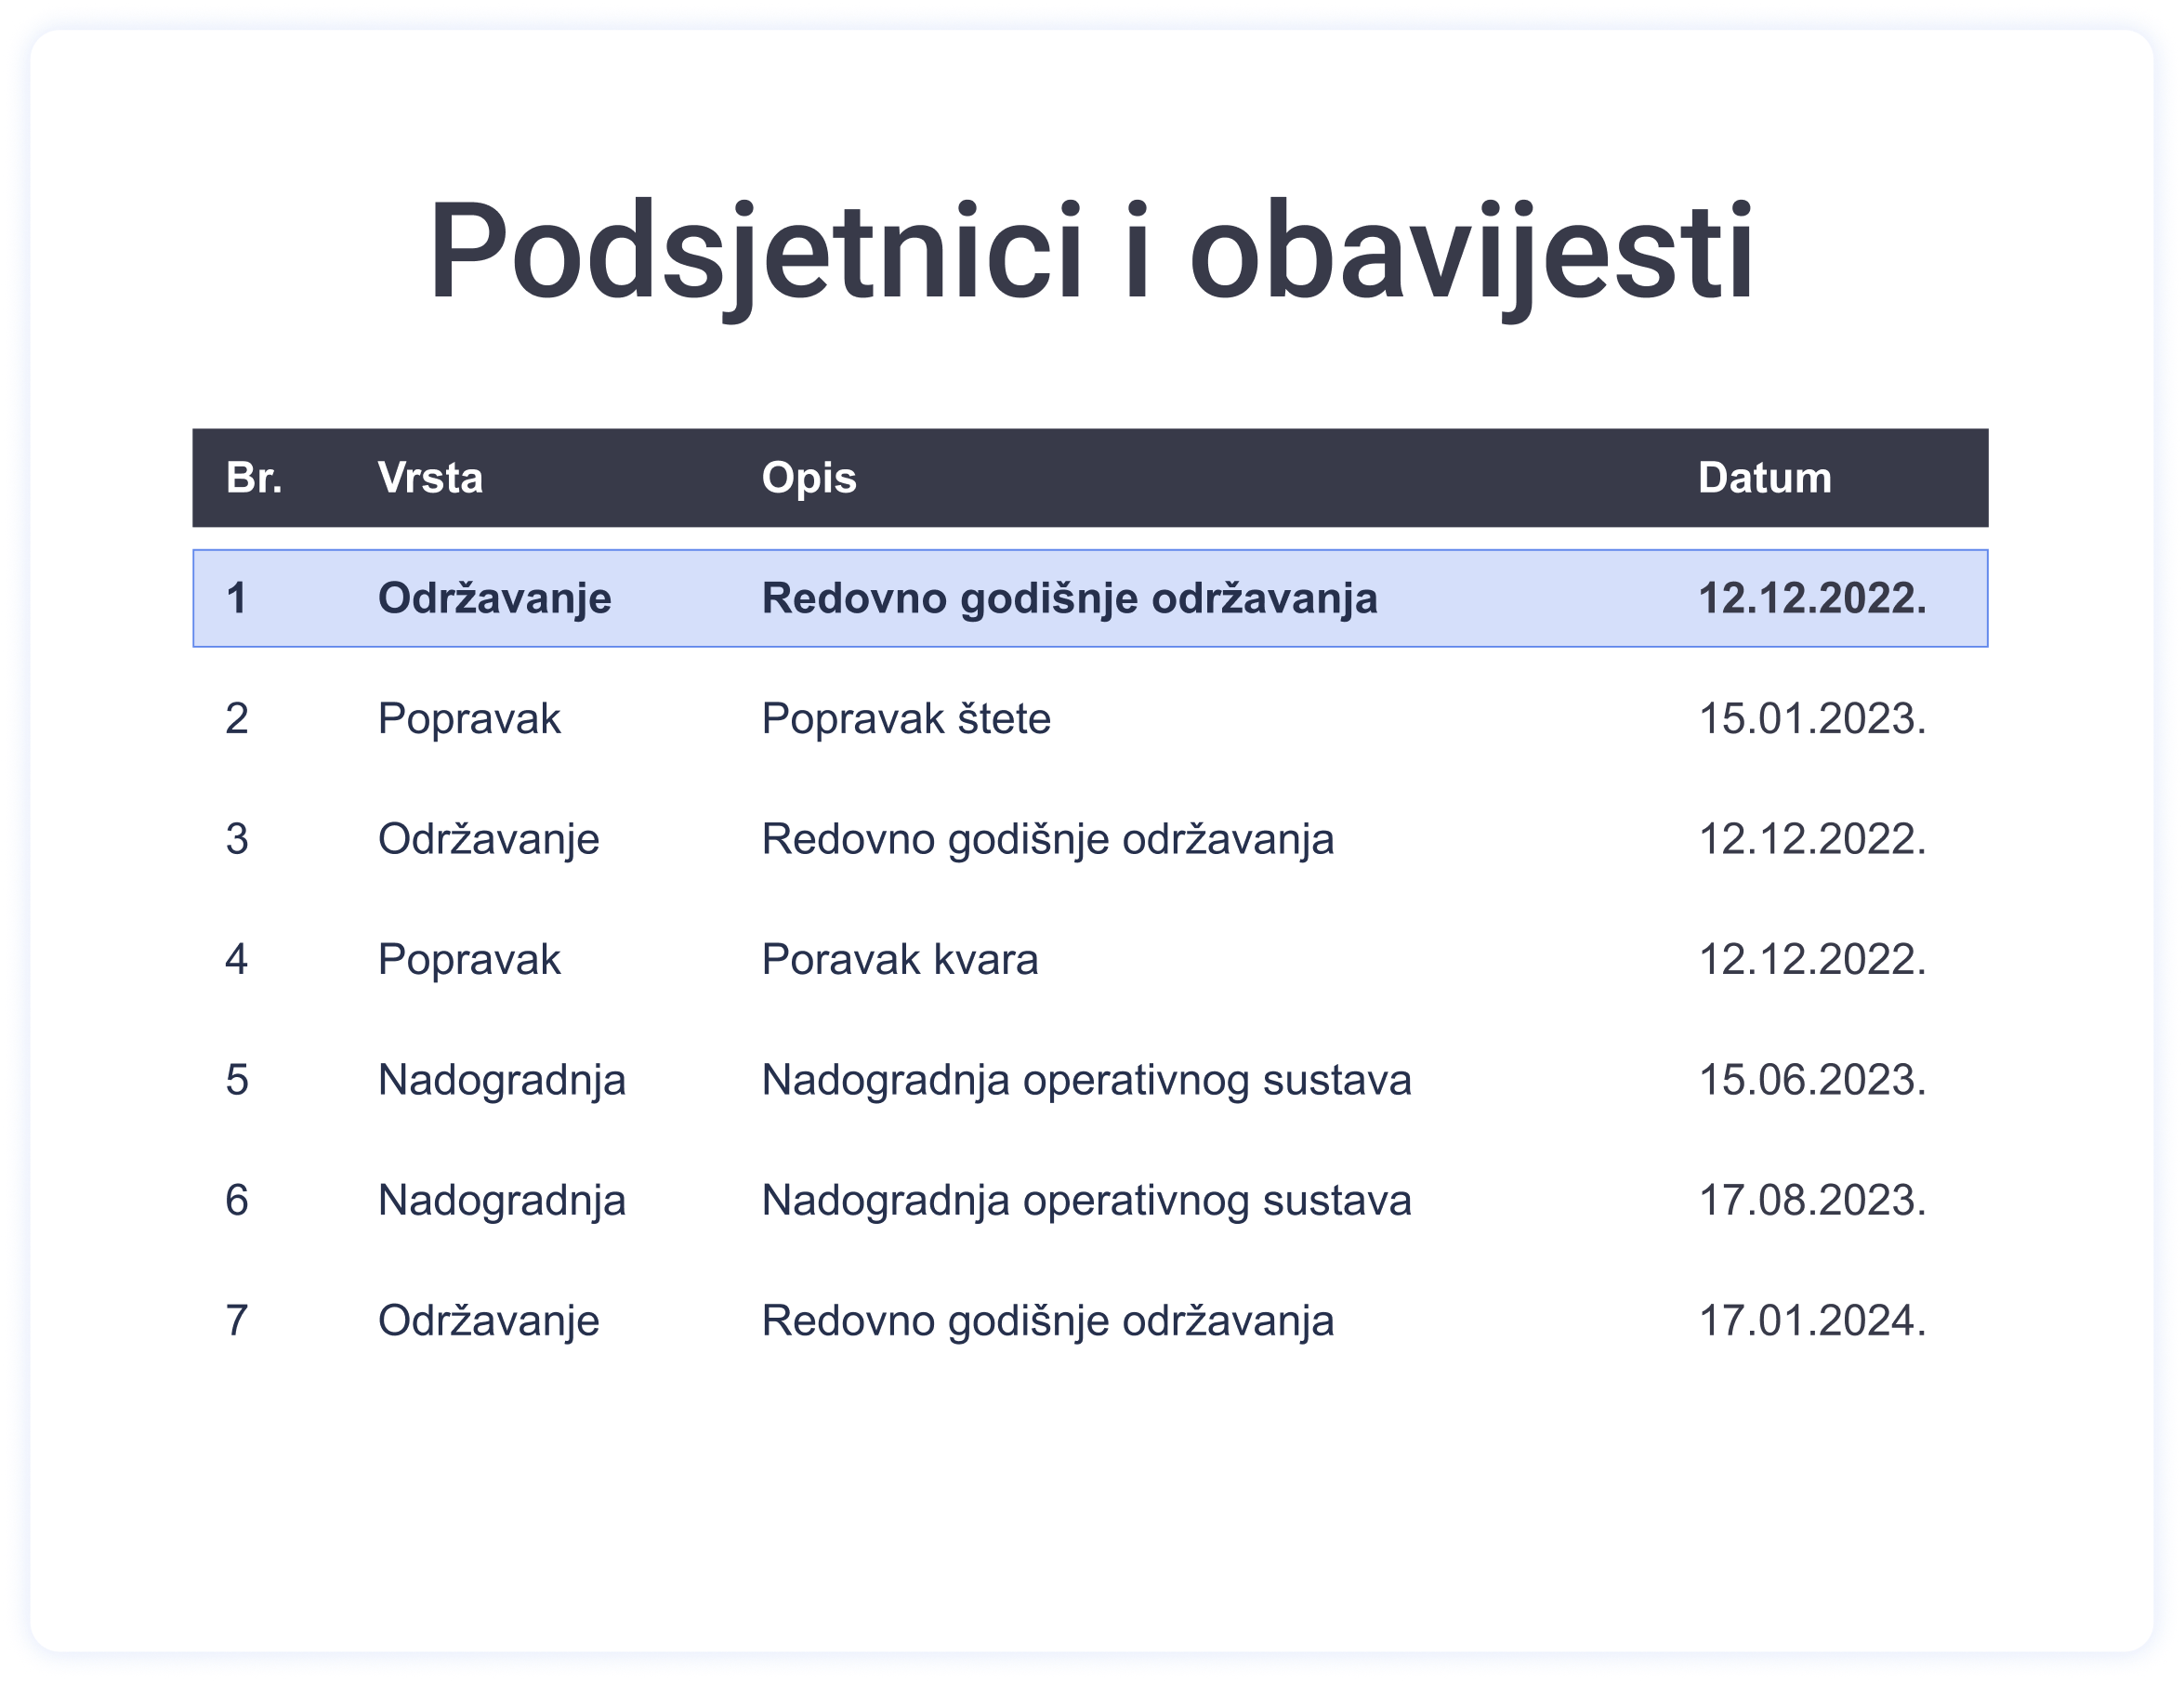 Podsjetnici i obavijesti
Br. Vrsta Opis Datum
1 Održavanje Redovno godišnje održavanja 12.12.2022.
2 Popravak Popravak štete 15.01.2023.
3 Održavanje Redovno godišnje održavanja 12.12.2022.
4 Popravak Poravak kvara 12.12.2022.
5 Nadogradnja Nadogradnja operativnog sustava 15.06.2023.
6 Nadogradnja Nadogradnja operativnog sustava 17.08.2023.
7 Održavanje Redovno godišnje održavanja 17.01.2024.